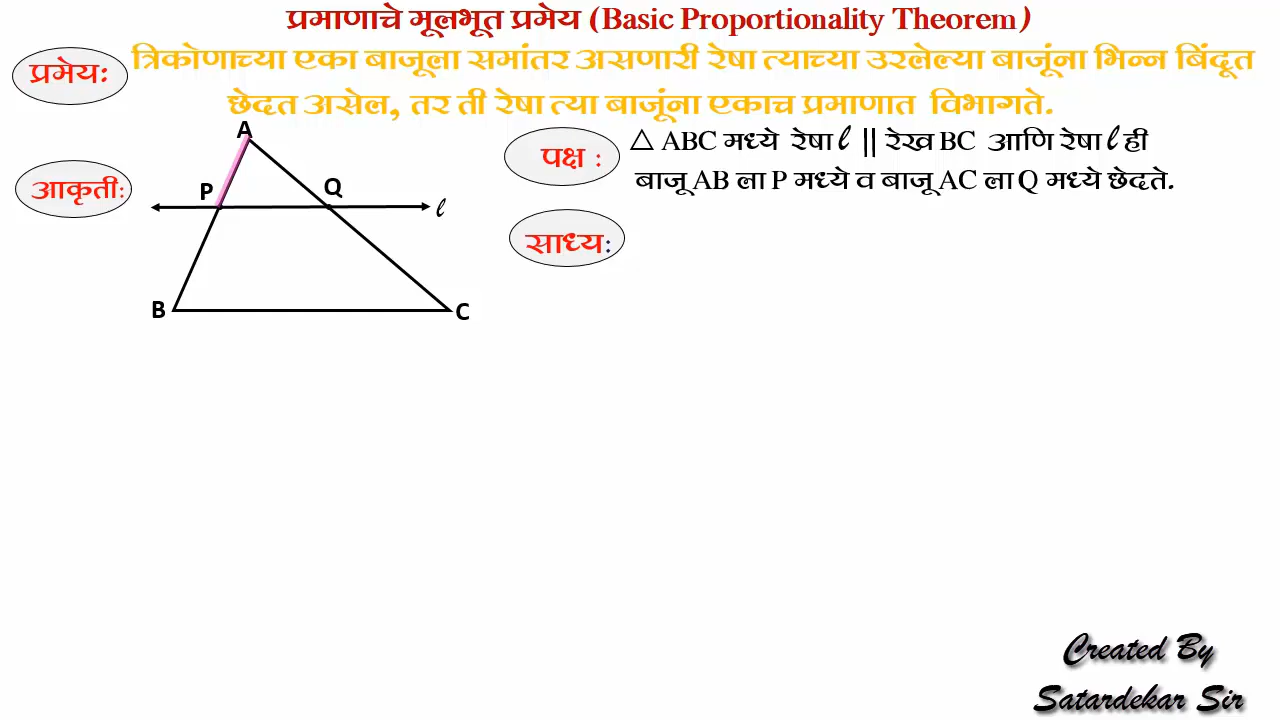 प्रमाणाचे मूलभूत प्रमेय (Basic Proportionality Theorem)
प्रमेय:
त्रिकोणाच्या एका बाजूला समांतर असणारी रेषा त्याच्या उरलेल्या बाजूंना भिन्न बिंदूत
छेदत असेल, तर ती रेषा त्या बाजूंना एकाच प्रमाणात विभागते.
आकृती:
A
P
Q
l
B
C
पक्ष :
△ ABC मध्ये रेषा l || रेख BC आणि रेषा l ही
बाजू AB ला P मध्ये व बाजू AC ला Q मध्ये छेदते.
साध्य:
Created By
Satardekar Sir